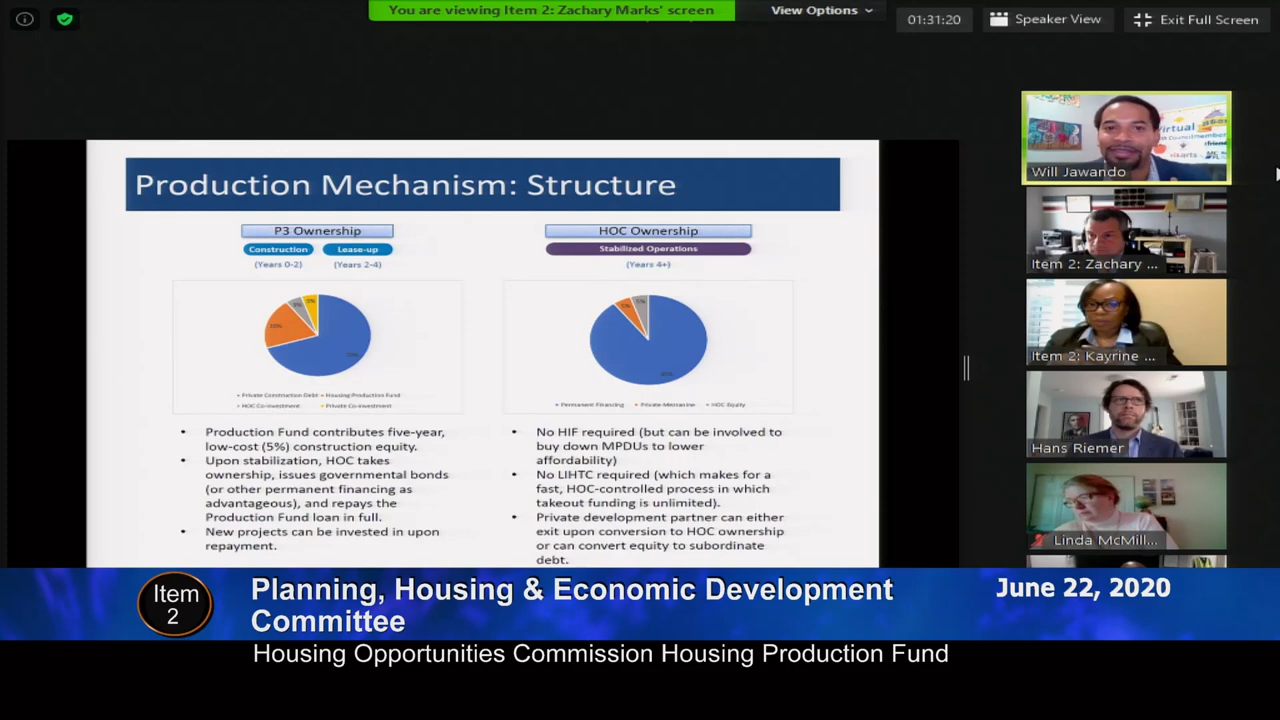 You are viewing Item 2: Zachary Marks' screen
View Options
01:31:20
Speaker View
Exit Full Screen
Production Mechanism: Structure
P3 Ownership
Construction
Lease-up
(Years 0-2)
(Years 2-4)
• Private Construction Debt • Housing Production Fund
• HOC Co-Investment • Private Co-investment
• Production Fund contributes five-year,
low-cost (5%) construction equity.
• Upon stabilization, HOC takes
ownership, issues governmental bonds
(or other permanent financing as
advantageous), and repays the
Production Fund loan in full.
• New projects can be invested in upon
repayment.
HOC Ownership
Stabilized Operations
(Years 4+)
• Permanent Financing • Private Mezzanine • HOC Equity
• No HIF required (but can be involved to
buy down MPDUs to lower
affordability)
• No LIHTC required (which makes for a
fast, HOC-controlled process in which
takeout funding is unlimited).
• Private development partner can either
exit upon conversion to HOC ownership
or can convert equity to subordinate
debt.
Will Jawando
Item 2: Zachary ...
Item 2: Kayrine ...
Hans Riemer
Linda McMill...
Item
2
Planning, Housing & Economic Development
Committee
June 22, 2020
Housing Opportunities Commission Housing Production Fund